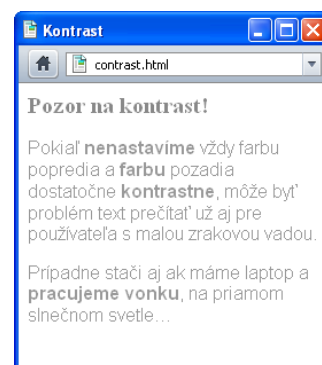 Kontrast
contrast.html
Pozor na kontrast!
Pokiaľ nenastavíme vždy farbu
popredia a farbu pozadia
dostatočne kontrastne, môže byť
problém text prečítať už aj pre
používateľa s malou zrakovou vadou.
Prípadne stači aj ak máme laptop a
pracujeme vonku, na priamom
slnečnom svetle…